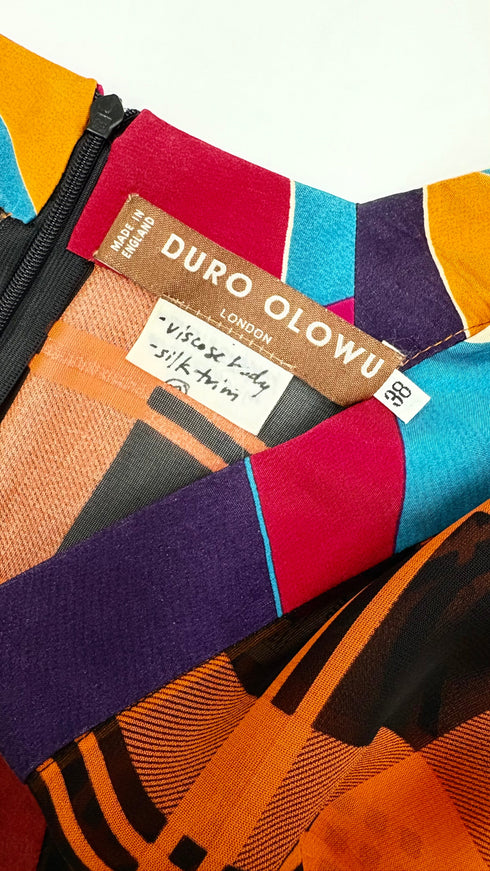 MADE IN
ENGLAND
DURO OLOWU
LONDON
-viscose body
-silk trim
38